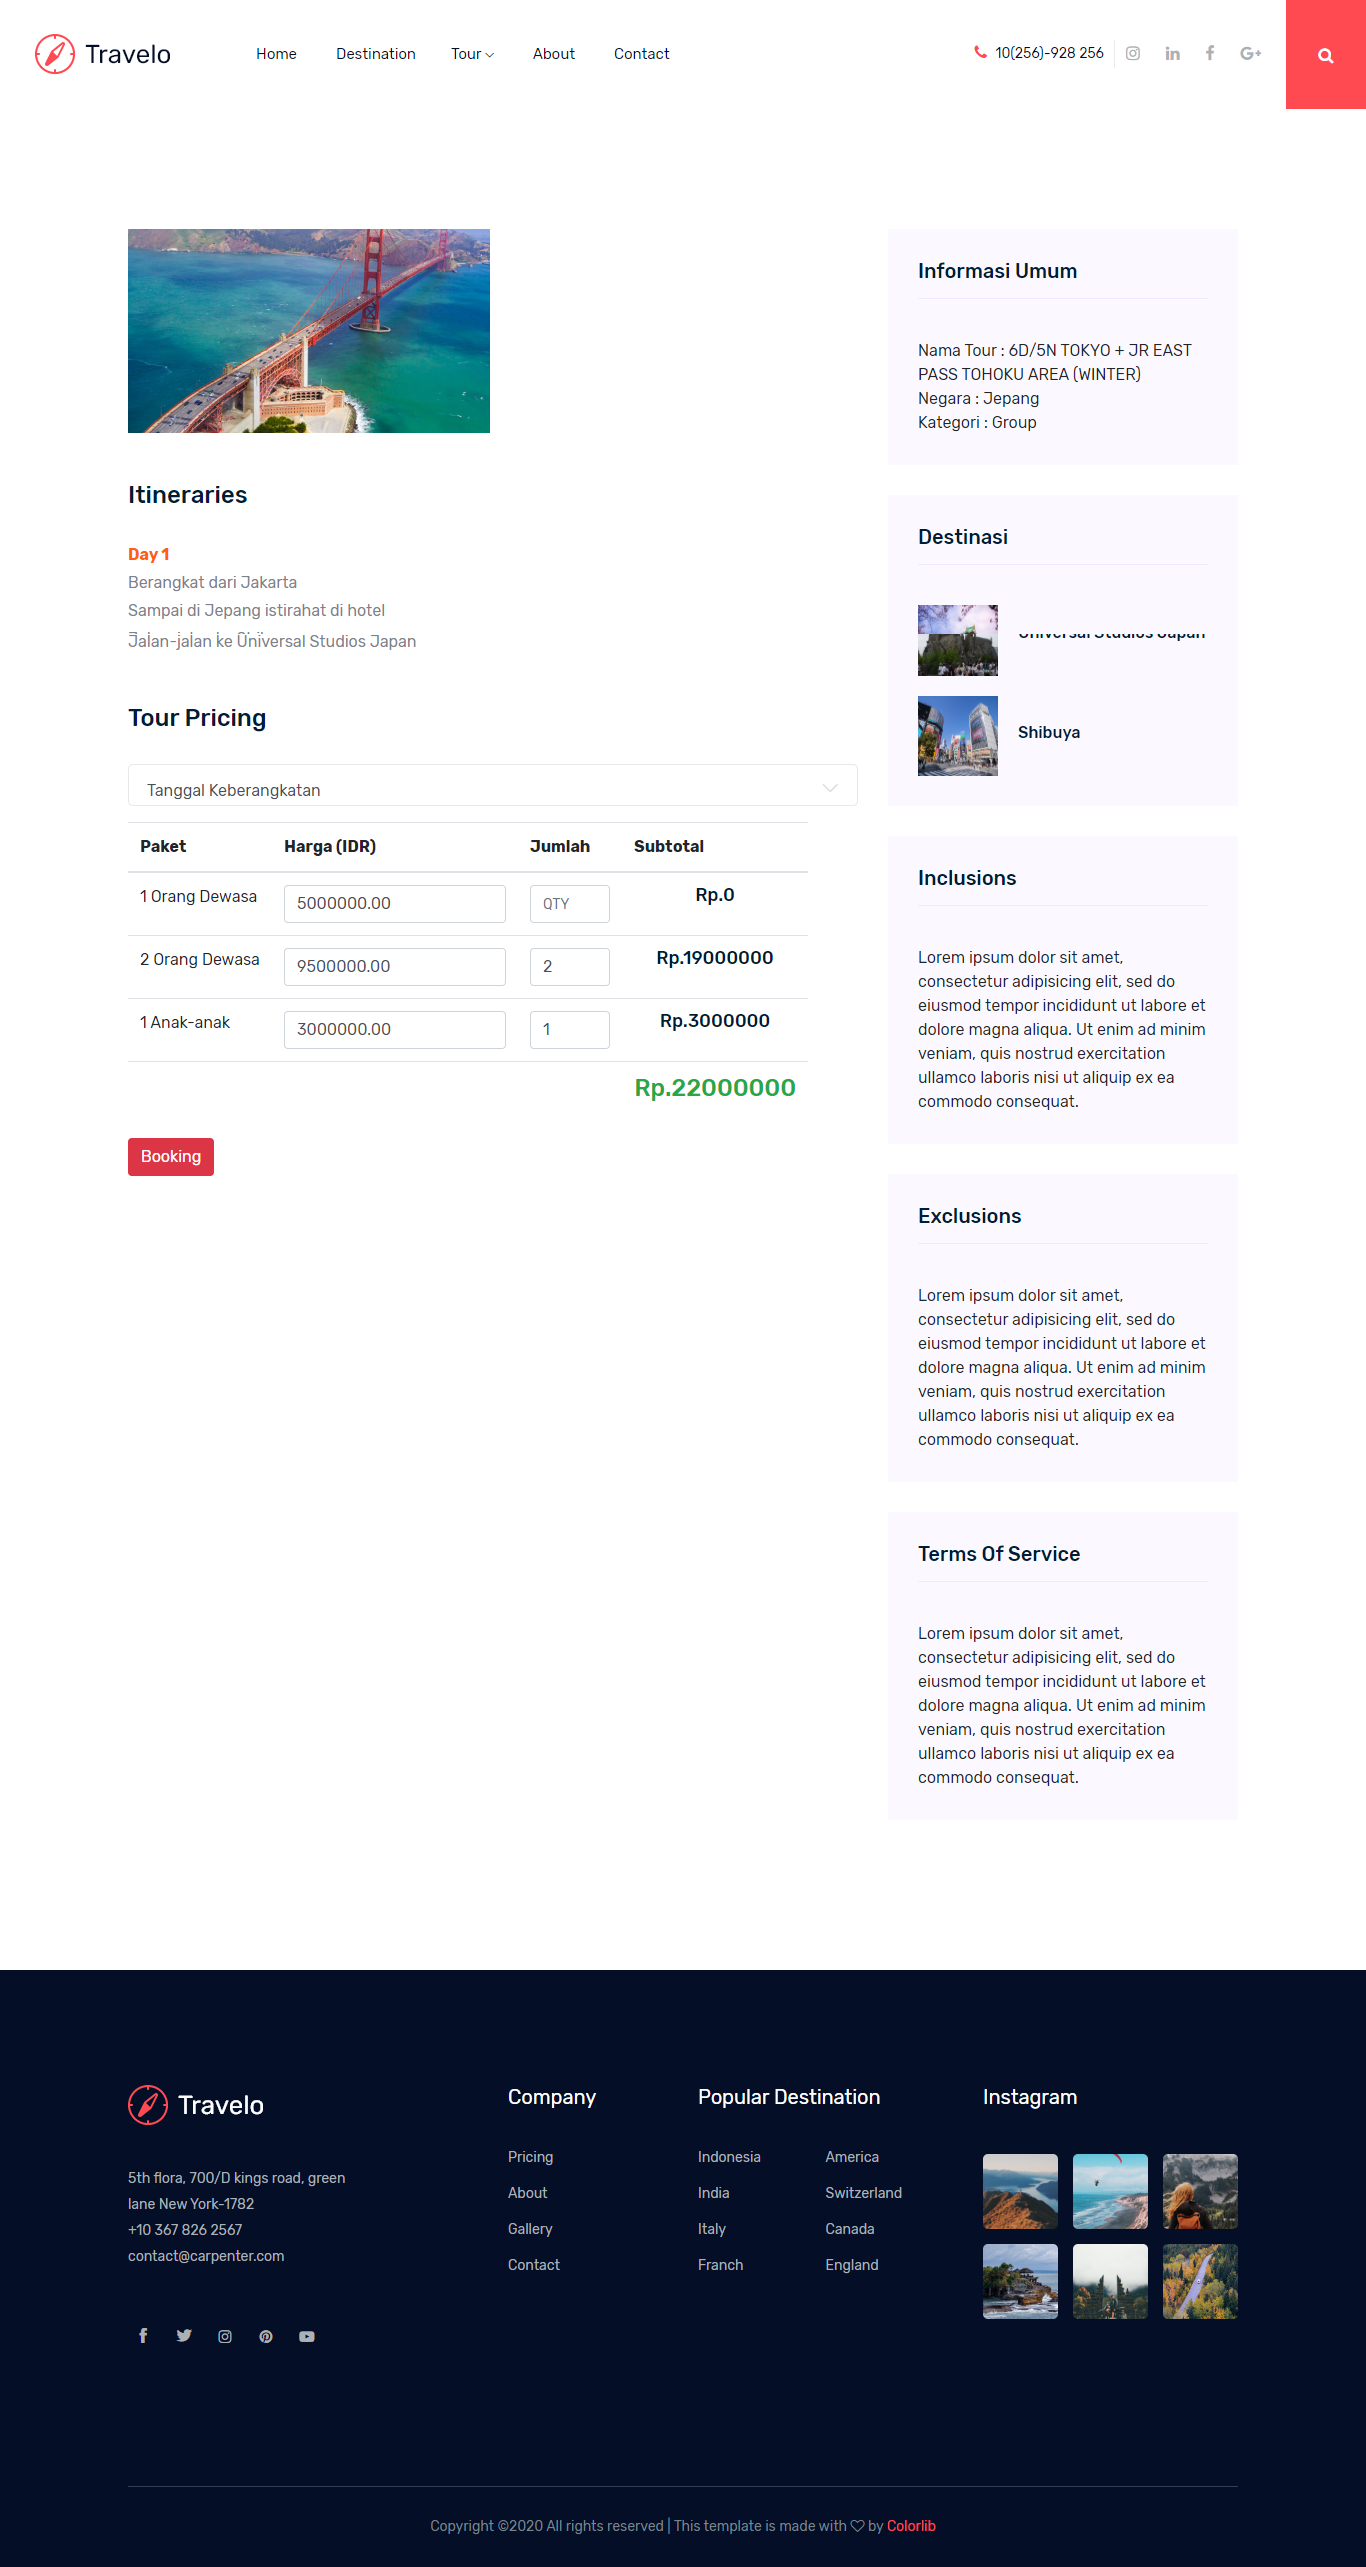 Travelo
Home Destination Tour About Contact
10(256)-928 256
Itineraries
Day 1
Berangkat dari Jakarta
Sampai di Jepang istirahat di hotel
Jalan-jalan ke Universal Studios Japan
Tour Pricing
Tanggal Keberangkatan
Paket Harga (IDR) Jumlah Subtotal
1 Orang Dewasa 5000000.00 QTY Rp.0
2 Orang Dewasa 9500000.00 2 Rp.19000000
1 Anak-anak 3000000.00 1 Rp.3000000
Rp.22000000
Booking
Informasi Umum
Nama Tour : 6D/5N TOKYO + JR EAST
PASS TOHOKU AREA (WINTER)
Negara : Jepang
Kategori : Group
Destinasi
Universal Studios Japan
Shibuya
Inclusions
Lorem ipsum dolor sit amet,
consectetur adipisicing elit, sed do
eiusmod tempor incididunt ut labore et
dolore magna aliqua. Ut enim ad minim
veniam, quis nostrud exercitation
ullamco laboris nisi ut aliquip ex ea
commodo consequat.
Exclusions
Lorem ipsum dolor sit amet,
consectetur adipisicing elit, sed do
eiusmod tempor incididunt ut labore et
dolore magna aliqua. Ut enim ad minim
veniam, quis nostrud exercitation
ullamco laboris nisi ut aliquip ex ea
commodo consequat.
Terms Of Service
Lorem ipsum dolor sit amet,
consectetur adipisicing elit, sed do
eiusmod tempor incididunt ut labore et
dolore magna aliqua. Ut enim ad minim
veniam, quis nostrud exercitation
ullamco laboris nisi ut aliquip ex ea
commodo consequat.
Travelo
5th flora, 700/D kings road, green
lane New York-1782
+10 367 826 2567
contact@carpenter.com
Company
Pricing
About
Gallery
Contact
Popular Destination
Indonesia America
India Switzerland
Italy Canada
Franch England
Instagram
Copyright ©2020 All rights reserved | This template is made with ♡ by Colorlib